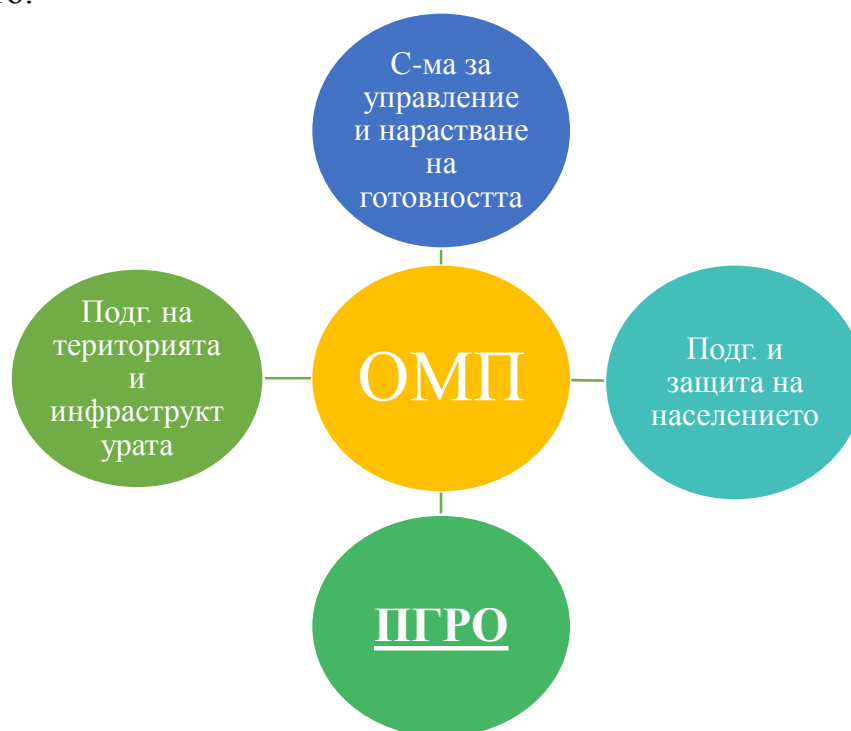 С-ма за
управление
и нарастване
на
готовността
Подг. на
територията
и
инфраструкт
урата
ОМП
Подг. и
защита на
населението
ПГРО